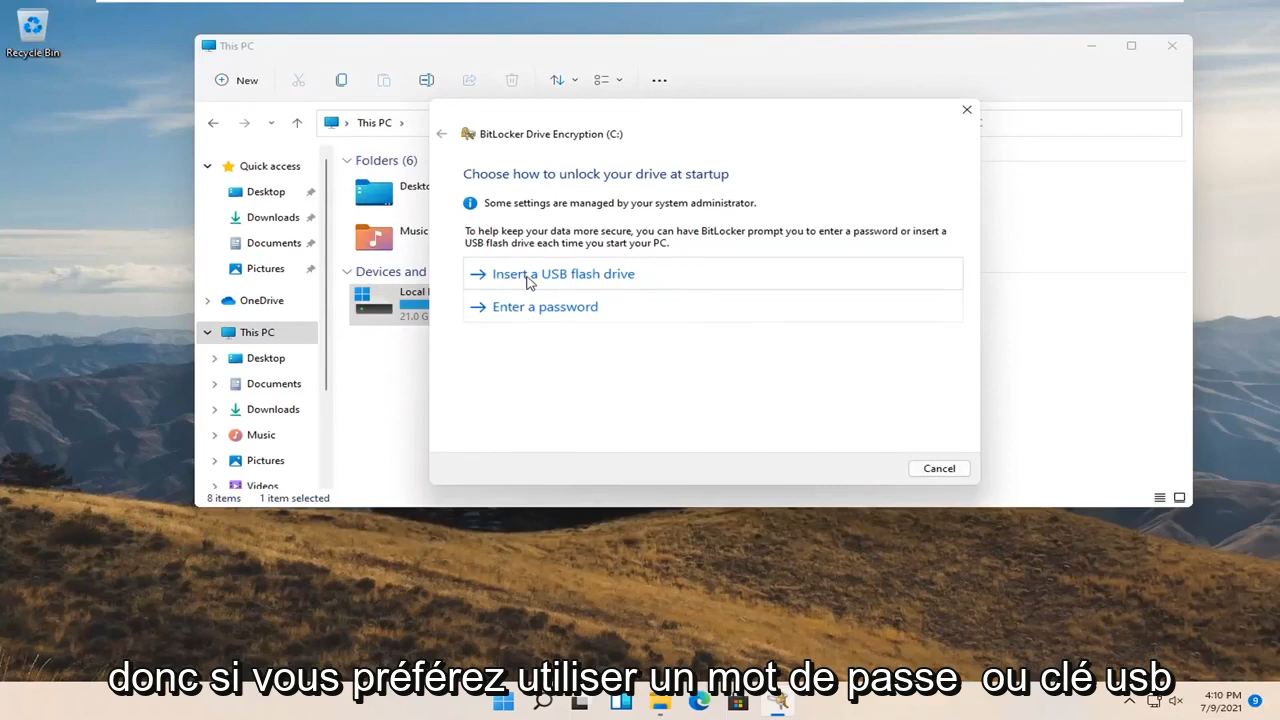 Recycle Bin
This PC
New
This PC
Quick access
Desktop
Downloads
Documents
Pictures
OneDrive
This PC
Desktop
Documents
Downloads
Music
Pictures
Videos
Folders (6)
Music
Devices and
Local
21.0 G
8 items 1 item selected
BitLocker Drive Encryption (C:)
Choose how to unlock your drive at startup
Some settings are managed by your system administrator.
To help keep your data more secure, you can have BitLocker prompt you to enter a password or insert a
USB flash drive each time you start your PC.
Insert a USB flash drive
Enter a password
Cancel
donc si vous préférez utiliser un mot de passe ou clé usb
4:10 PM
7/9/2021
9